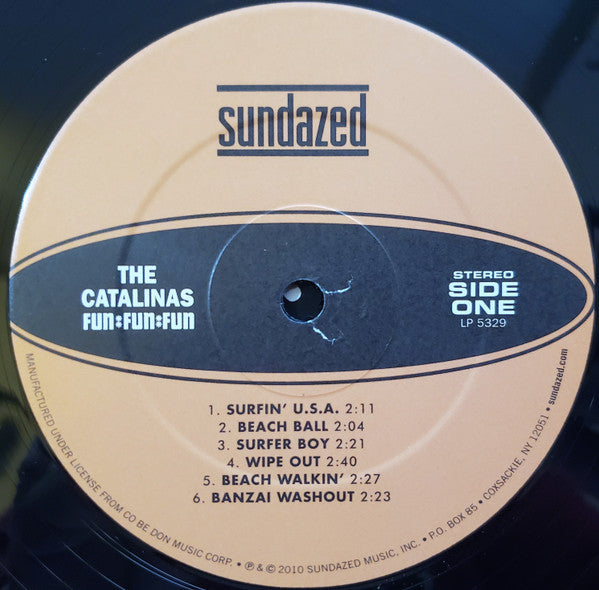 sundazed
THE
CATALINAS
FUN:FUN:FUN
STEREO
SIDE
ONE
LP 5329
1. SURFIN' U.S.A. 2:11
2. BEACH BALL 2:04
3. SURFER BOY 2:21
4. WIPE OUT 2:40
5. BEACH WALKIN' 2:27
6. BANZAI WASHOUT 2:23
MANUFACTURED UNDER LICENSE FROM CO BE DON MUSIC CORP. • ℗ & © 2010 SUNDAZED MUSIC, INC. • P.O. BOX 85 • COXSACKIE, NY 12051 • sundazed.com